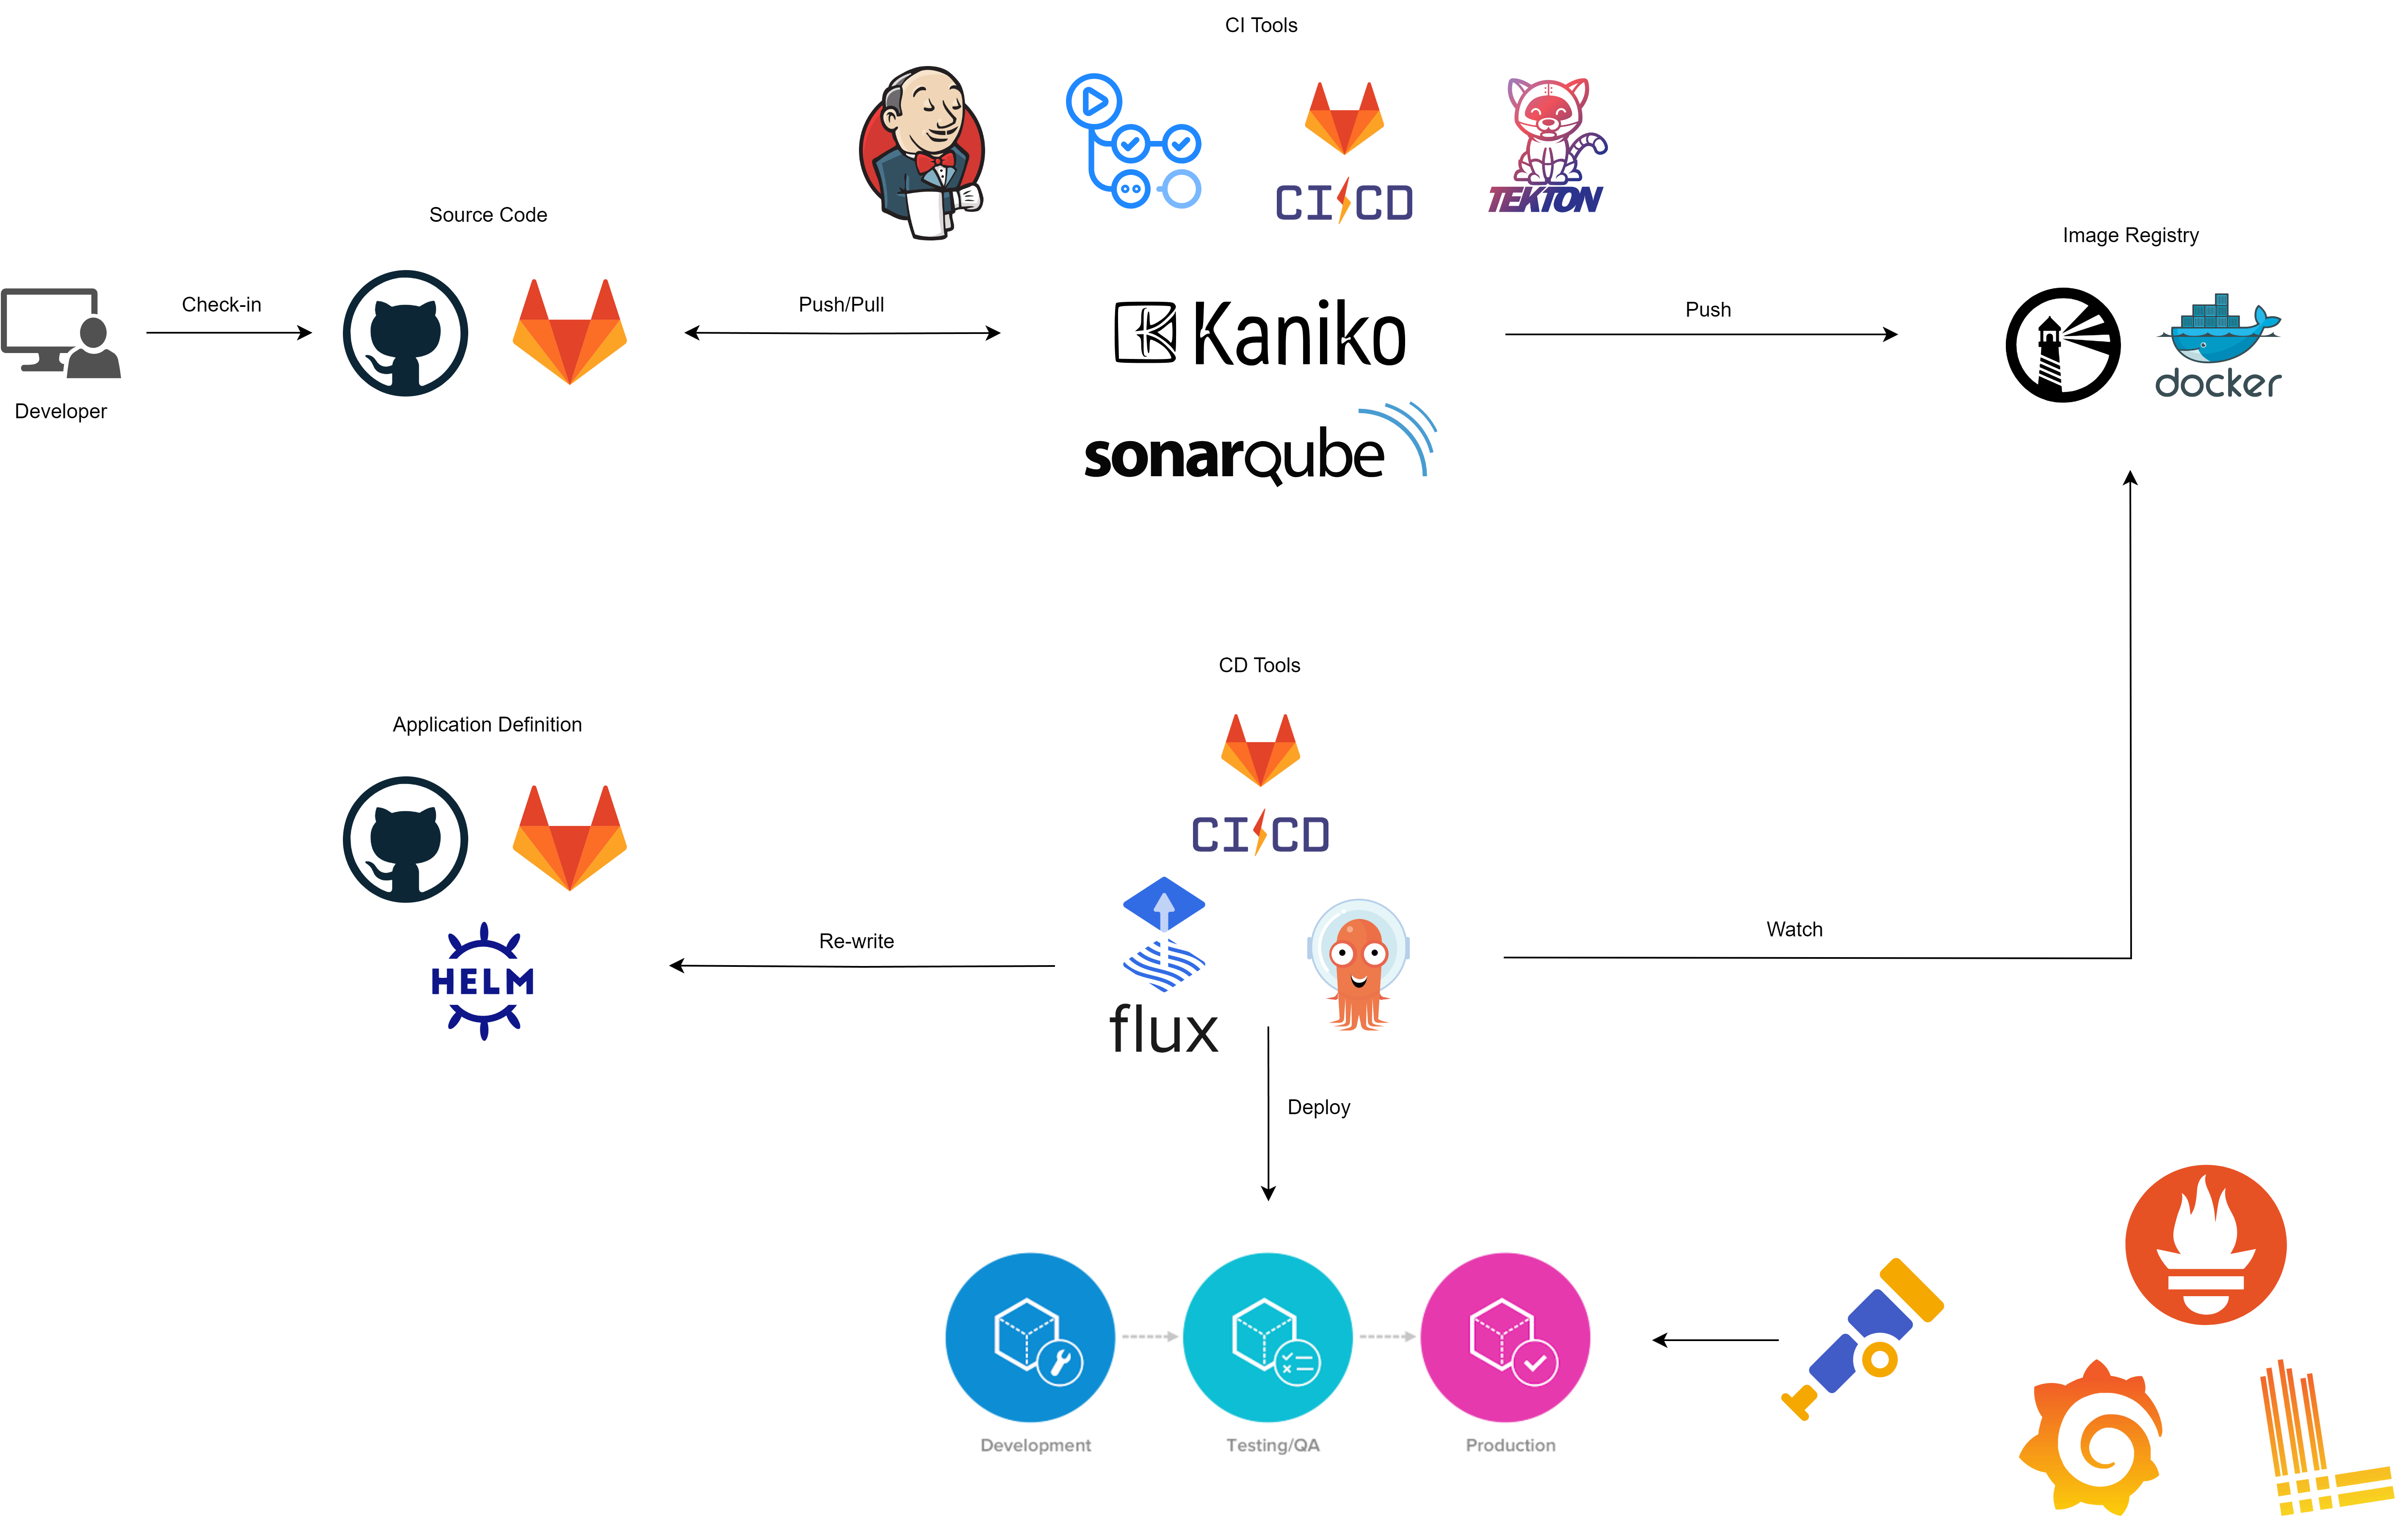 CI Tools
CI CD
TEKTON
Source Code
Image Registry
Check-in
Push/Pull
Kaniko
Push
docker
Developer
sonarqube
CD Tools
Application Definition
CI CD
HELM
Re-write
flux
Watch
Deploy
Development
Testing/QA
Production